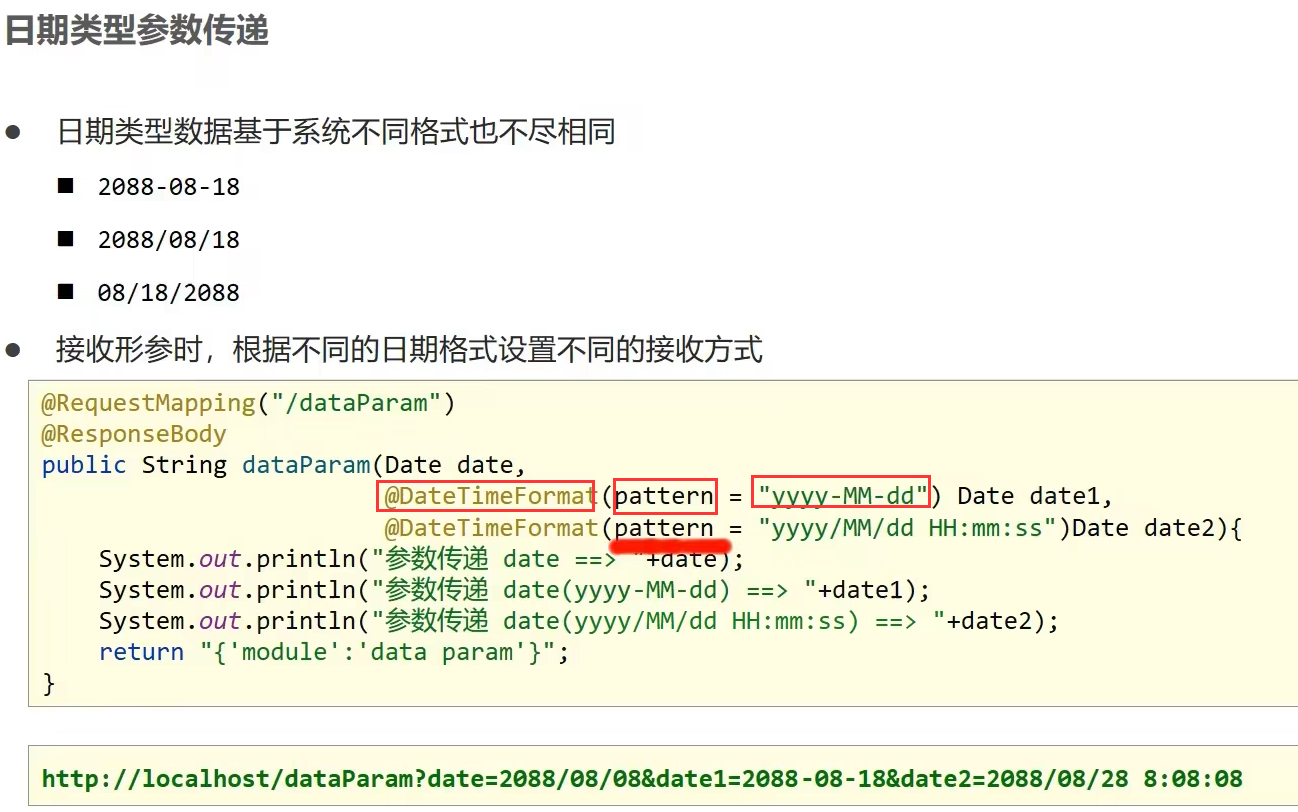 日期类型参数传递
● 日期类型数据基于系统不同格式也不尽相同
■ 2088-08-18
■ 2088/08/18
■ 08/18/2088
● 接收形参时，根据不同的日期格式设置不同的接收方式
@RequestMapping("/dataParam")
@ResponseBody
public String dataParam(Date date,
@DateTimeFormat(pattern = "yyyy-MM-dd") Date date1,
@DateTimeFormat(pattern = "yyyy/MM/dd HH:mm:ss")Date date2){
System.out.println("参数传递 date ==> "+date);
System.out.println("参数传递 date(yyyy-MM-dd) ==> "+date1);
System.out.println("参数传递 date(yyyy/MM/dd HH:mm:ss) ==> "+date2);
return "{'module':'data param'}";
}
http://localhost/dataParam?date=2088/08/08&date1=2088-08-18&date2=2088/08/28 8:08:08